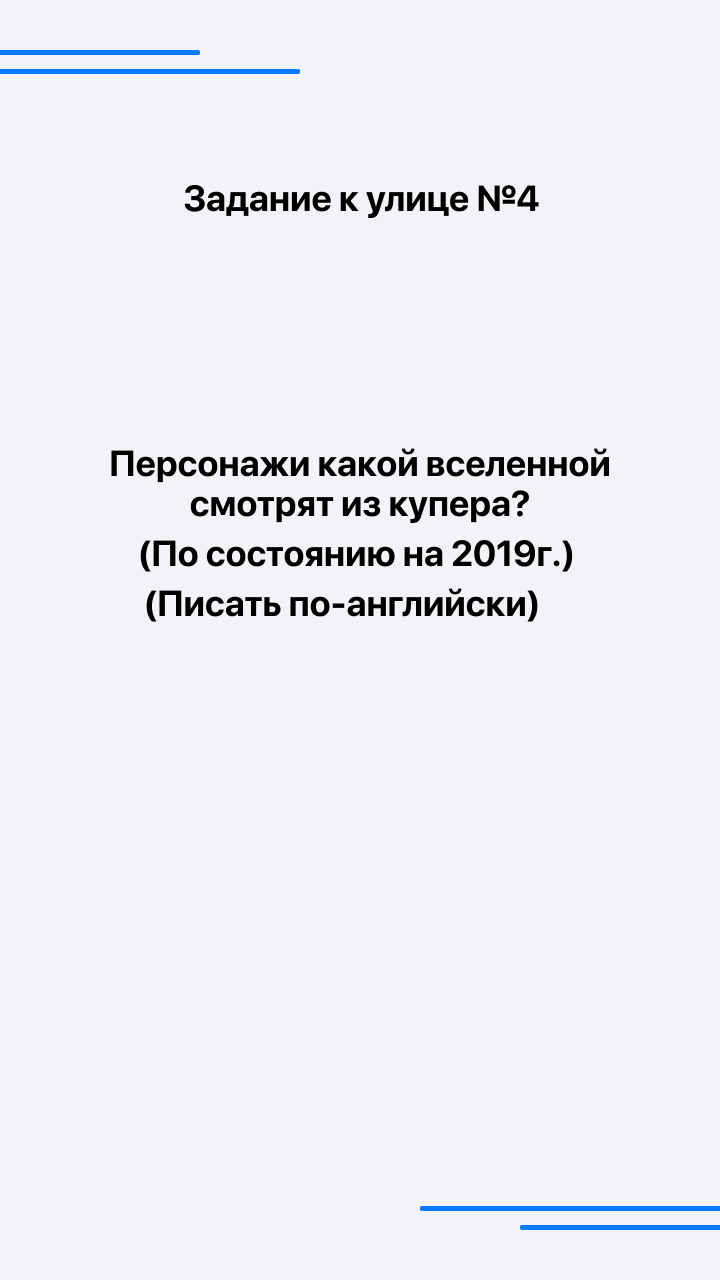 Задание к улице №4
Персонажи какой вселенной
смотрят из купера?
(По состоянию на 2019г.)
(Писать по-английски)